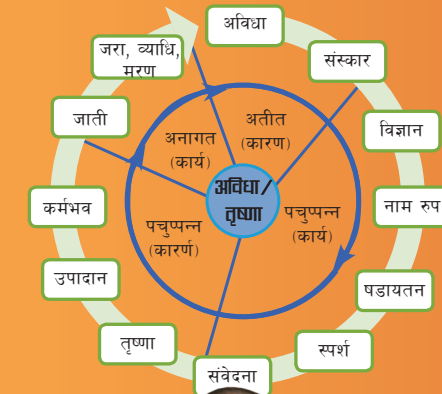 अविधा
संस्कार
विज्ञान
नाम रुप
षडायतन
स्पर्श
संवेदना
तृष्णा
उपादान
कर्मभव
जाती
जरा, व्याधि,
मरण
अतीत
(कारण)
पचुप्पन्न
(कार्य)
पचुप्पन्न
(कारर्ण)
अनागत
(कार्य)
अविधा/
तृष्णा